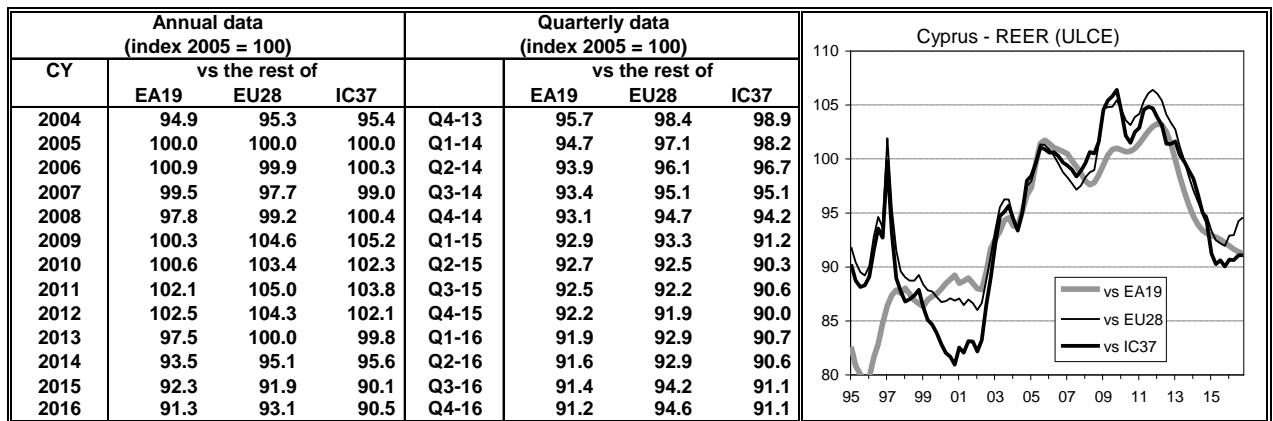 Annual data
(index 2005 = 100)
CY vs the rest of
EA19 EU28 IC37
2004 94.9 95.3 95.4
2005 100.0 100.0 100.0
2006 100.9 99.9 100.3
2007 99.5 97.7 99.0
2008 97.8 99.2 100.4
2009 100.3 104.6 105.2
2010 100.6 103.4 102.3
2011 102.1 105.0 103.8
2012 102.5 104.3 102.1
2013 97.5 100.0 99.8
2014 93.5 95.1 95.6
2015 92.3 91.9 90.1
2016 91.3 93.1 90.5
Quarterly data
(index 2005 = 100)
vs the rest of
EA19 EU28 IC37
Q4-13 95.7 98.4 98.9
Q1-14 94.7 97.1 98.2
Q2-14 93.9 96.1 96.7
Q3-14 93.4 95.1 95.1
Q4-14 93.1 94.7 94.2
Q1-15 92.9 93.3 91.2
Q2-15 92.7 92.5 90.3
Q3-15 92.5 92.2 90.6
Q4-15 92.2 91.9 90.0
Q1-16 91.9 92.9 90.7
Q2-16 91.6 92.9 90.6
Q3-16 91.4 94.2 91.1
Q4-16 91.2 94.6 91.1
Cyprus - REER (ULCE)
110
105
100
95
90
85
80
vs EA19
vs EU28
vs IC37
95 97 99 01 03 05 07 09 11 13 15